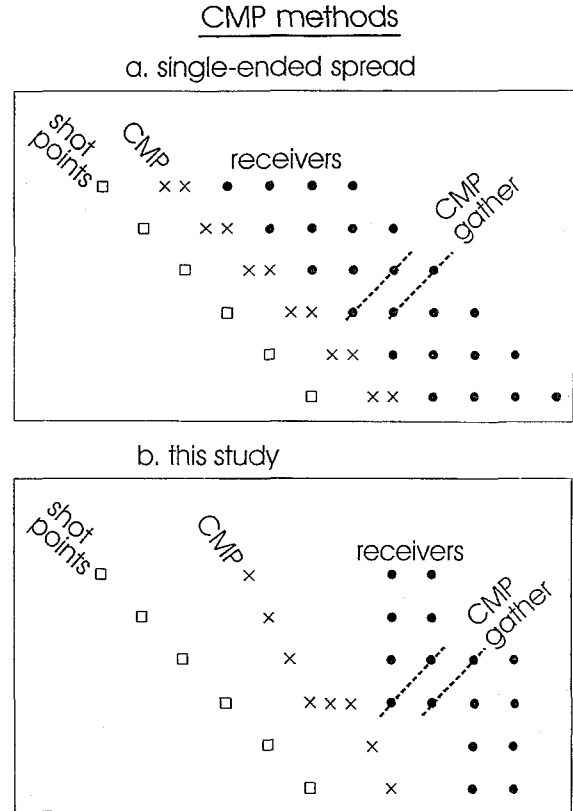 CMP methods
a. single-ended spread
shot
points
CMP
receivers
CMP
gather
b. this study
shot
points
CMP
receivers
CMP
gather